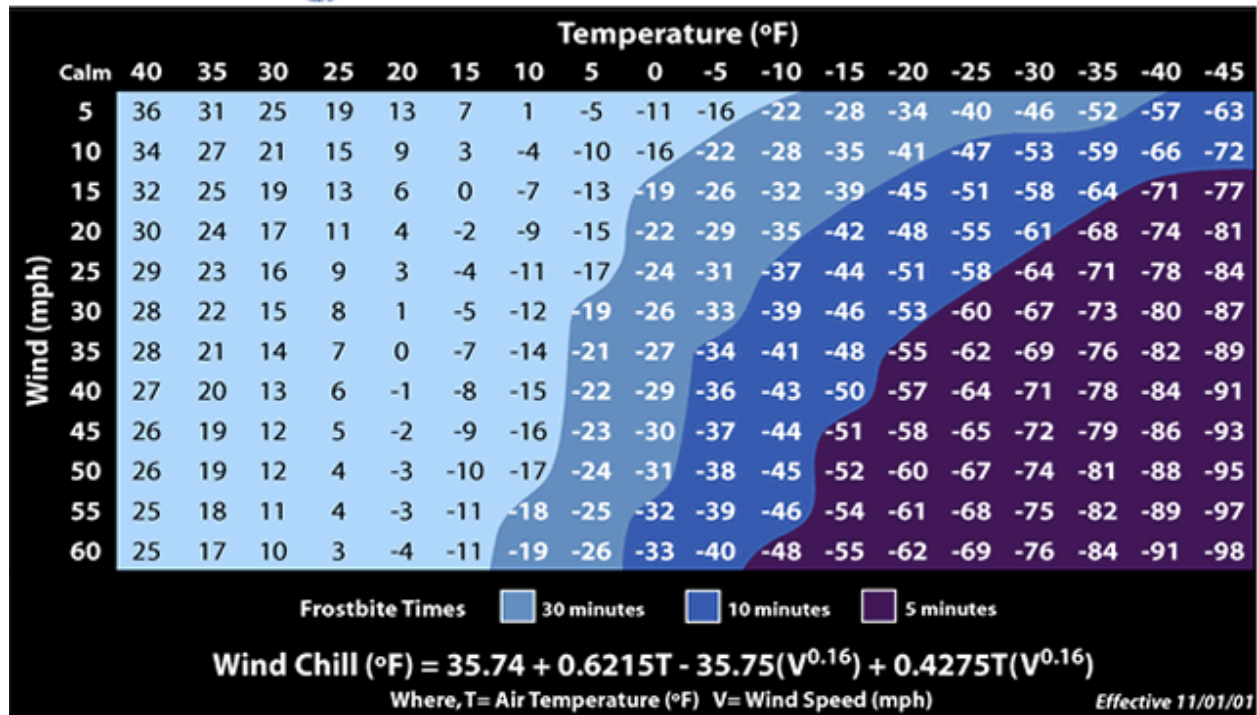 Temperature (ºF)
Calm 40 35 30 25 20 15 10 5 0 -5 -10 -15 -20 -25 -30 -35 -40 -45
5 36 31 25 19 13 7 1 -5 -11 -16 -22 -28 -34 -40 -46 -52 -57 -63
10 34 27 21 15 9 3 -4 -10 -16 -22 -28 -35 -41 -47 -53 -59 -66 -72
15 32 25 19 13 6 0 -7 -13 -19 -26 -32 -39 -45 -51 -58 -64 -71 -77
20 30 24 17 11 4 -2 -9 -15 -22 -29 -35 -42 -48 -55 -61 -68 -74 -81
25 29 23 16 9 3 -4 -11 -17 -24 -31 -37 -44 -51 -58 -64 -71 -78 -84
30 28 22 15 8 1 -5 -12 -19 -26 -33 -39 -46 -53 -60 -67 -73 -80 -87
35 28 21 14 7 0 -7 -14 -21 -27 -34 -41 -48 -55 -62 -69 -76 -82 -89
40 27 20 13 6 -1 -8 -15 -22 -29 -36 -43 -50 -57 -64 -71 -78 -84 -91
45 26 19 12 5 -2 -9 -16 -23 -30 -37 -44 -51 -58 -65 -72 -79 -86 -93
50 26 19 12 4 -3 -10 -17 -24 -31 -38 -45 -52 -60 -67 -74 -81 -88 -95
55 25 18 11 4 -3 -11 -18 -25 -32 -39 -46 -54 -61 -68 -75 -82 -89 -97
60 25 17 10 3 -4 -11 -19 -26 -33 -40 -48 -55 -62 -69 -76 -84 -91 -98
Wind (mph)
Frostbite Times 30 minutes 10 minutes 5 minutes
Wind Chill (ºF) = 35.74 + 0.6215T - 35.75(V^0.16) + 0.4275T(V^0.16)
Where, T= Air Temperature (ºF) V= Wind Speed (mph) Effective 11/01/01